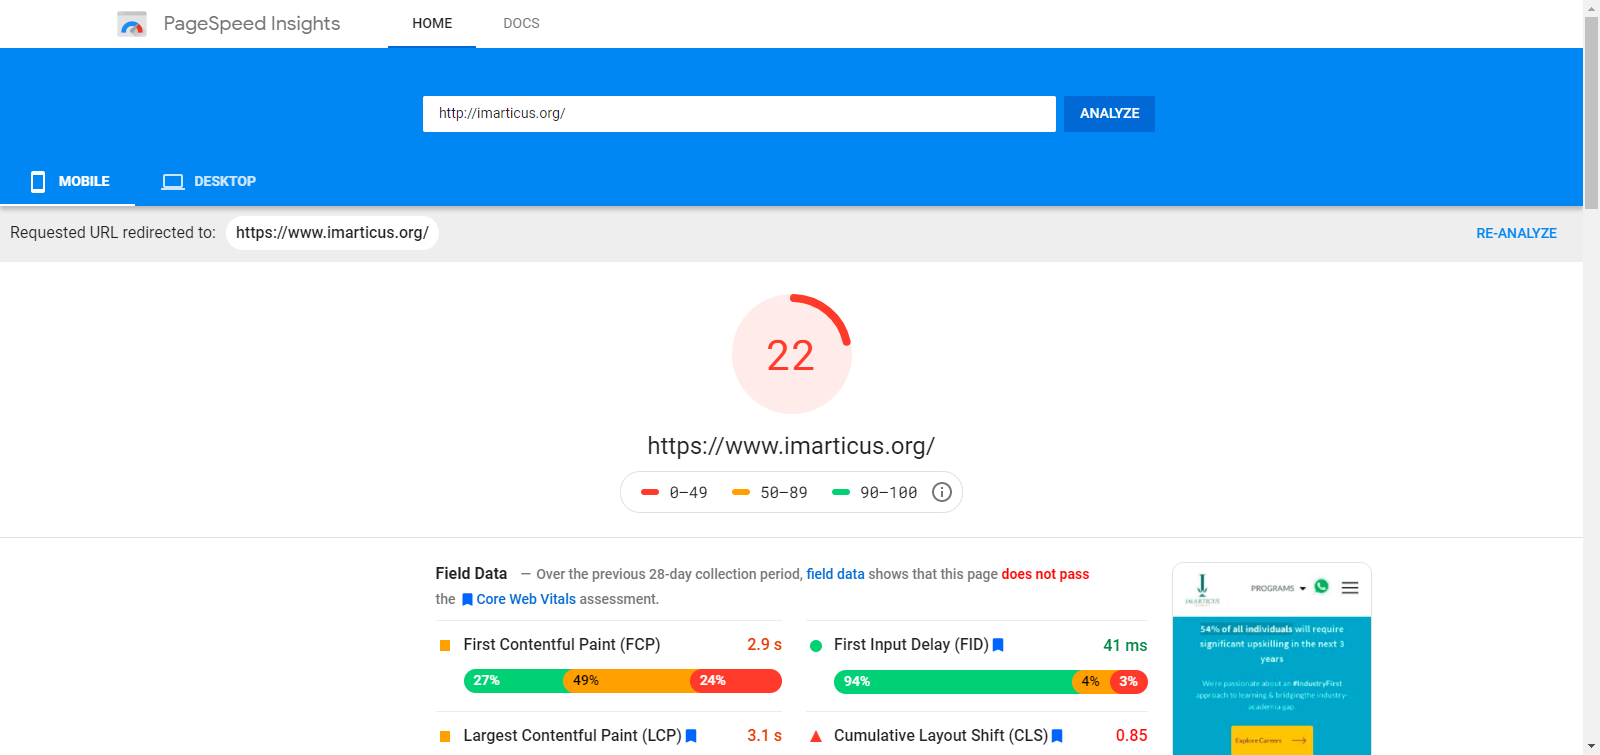 PageSpeed Insights
HOME
DOCS
http://imarticus.org/
ANALYZE
MOBILE
DESKTOP
Requested URL redirected to: https://www.imarticus.org/
RE-ANALYZE
22
https://www.imarticus.org/
0–49 50–89 90–100
Field Data — Over the previous 28-day collection period, field data shows that this page does not pass
the Core Web Vitals assessment.
First Contentful Paint (FCP) 2.9 s
27% 49% 24%
First Input Delay (FID) 41 ms
94% 4% 3%
Largest Contentful Paint (LCP) 3.1 s
Cumulative Layout Shift (CLS) 0.85
IMARTICUS
PROGRAMS
54% of all individuals will require
significant upskilling in the next 3
years
We're passionate about an #IndustryFirst
approach to learning & bridgingthe industry-
academia gap.
Explore Careers